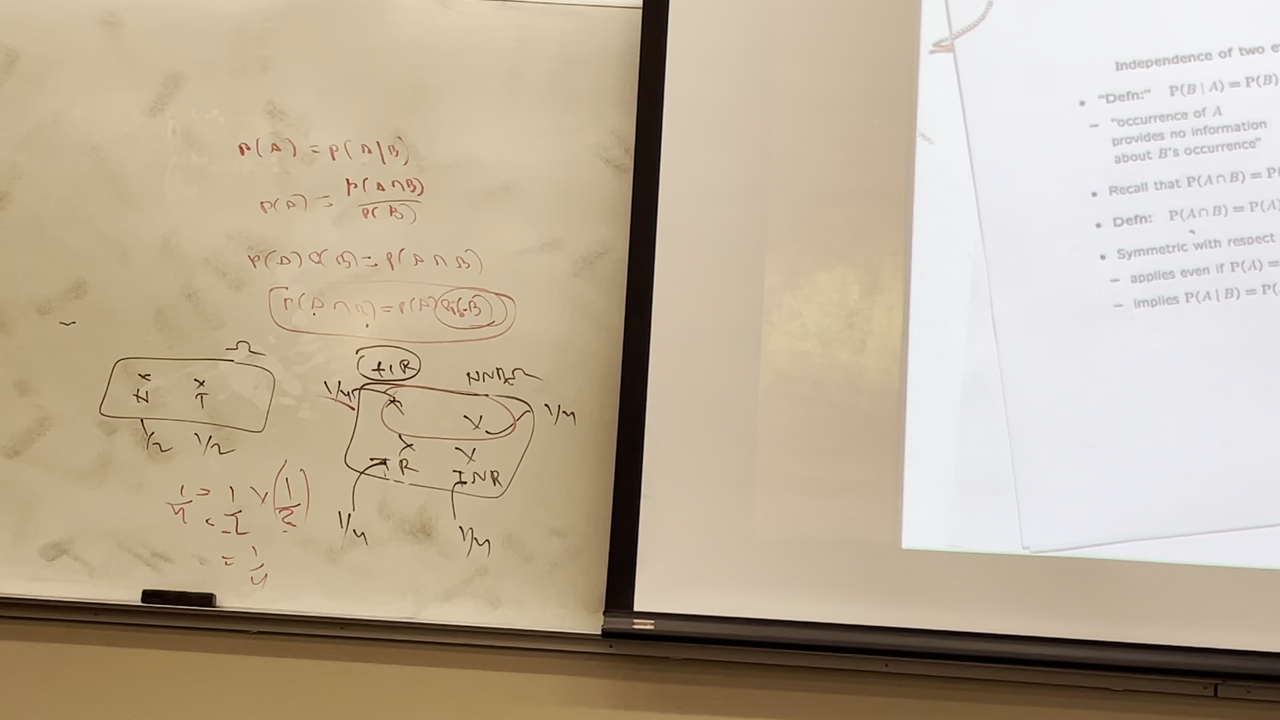 P(A) = P(A|B)
P(A) = P(A∩B)
P(B)
P(A) P(B) = P(A∩B)
P(A∩B) = P(A)
Ω
H T
1/2 1/2
H,R
1/4
1/4
R INR
1/4 1/4
1/4 = 1/2 × (1/2)
= 1/4
Independence of two
• "Defn:" P(B | A) = P(B)
– "occurrence of A
provides no information
about B's occurrence"
• Recall that P(A ∩ B) =
• Defn: P(A ∩ B) = P(A)
• Symmetric with respect
– applies even if P(A) =
– implies P(A | B) =